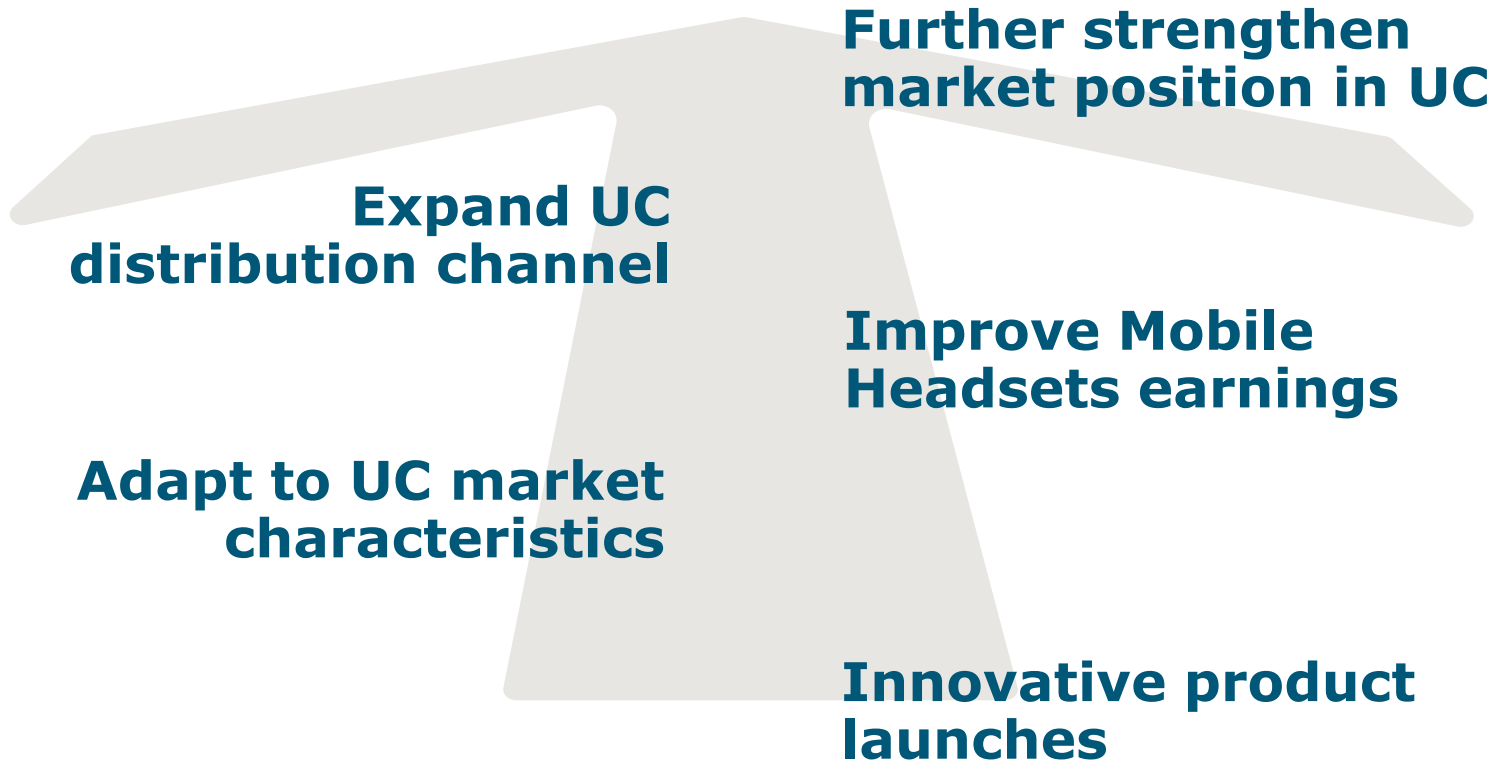 Further strengthen
market position in UC
Expand UC
distribution channel
Improve Mobile
Headsets earnings
Adapt to UC market
characteristics
Innovative product
launches